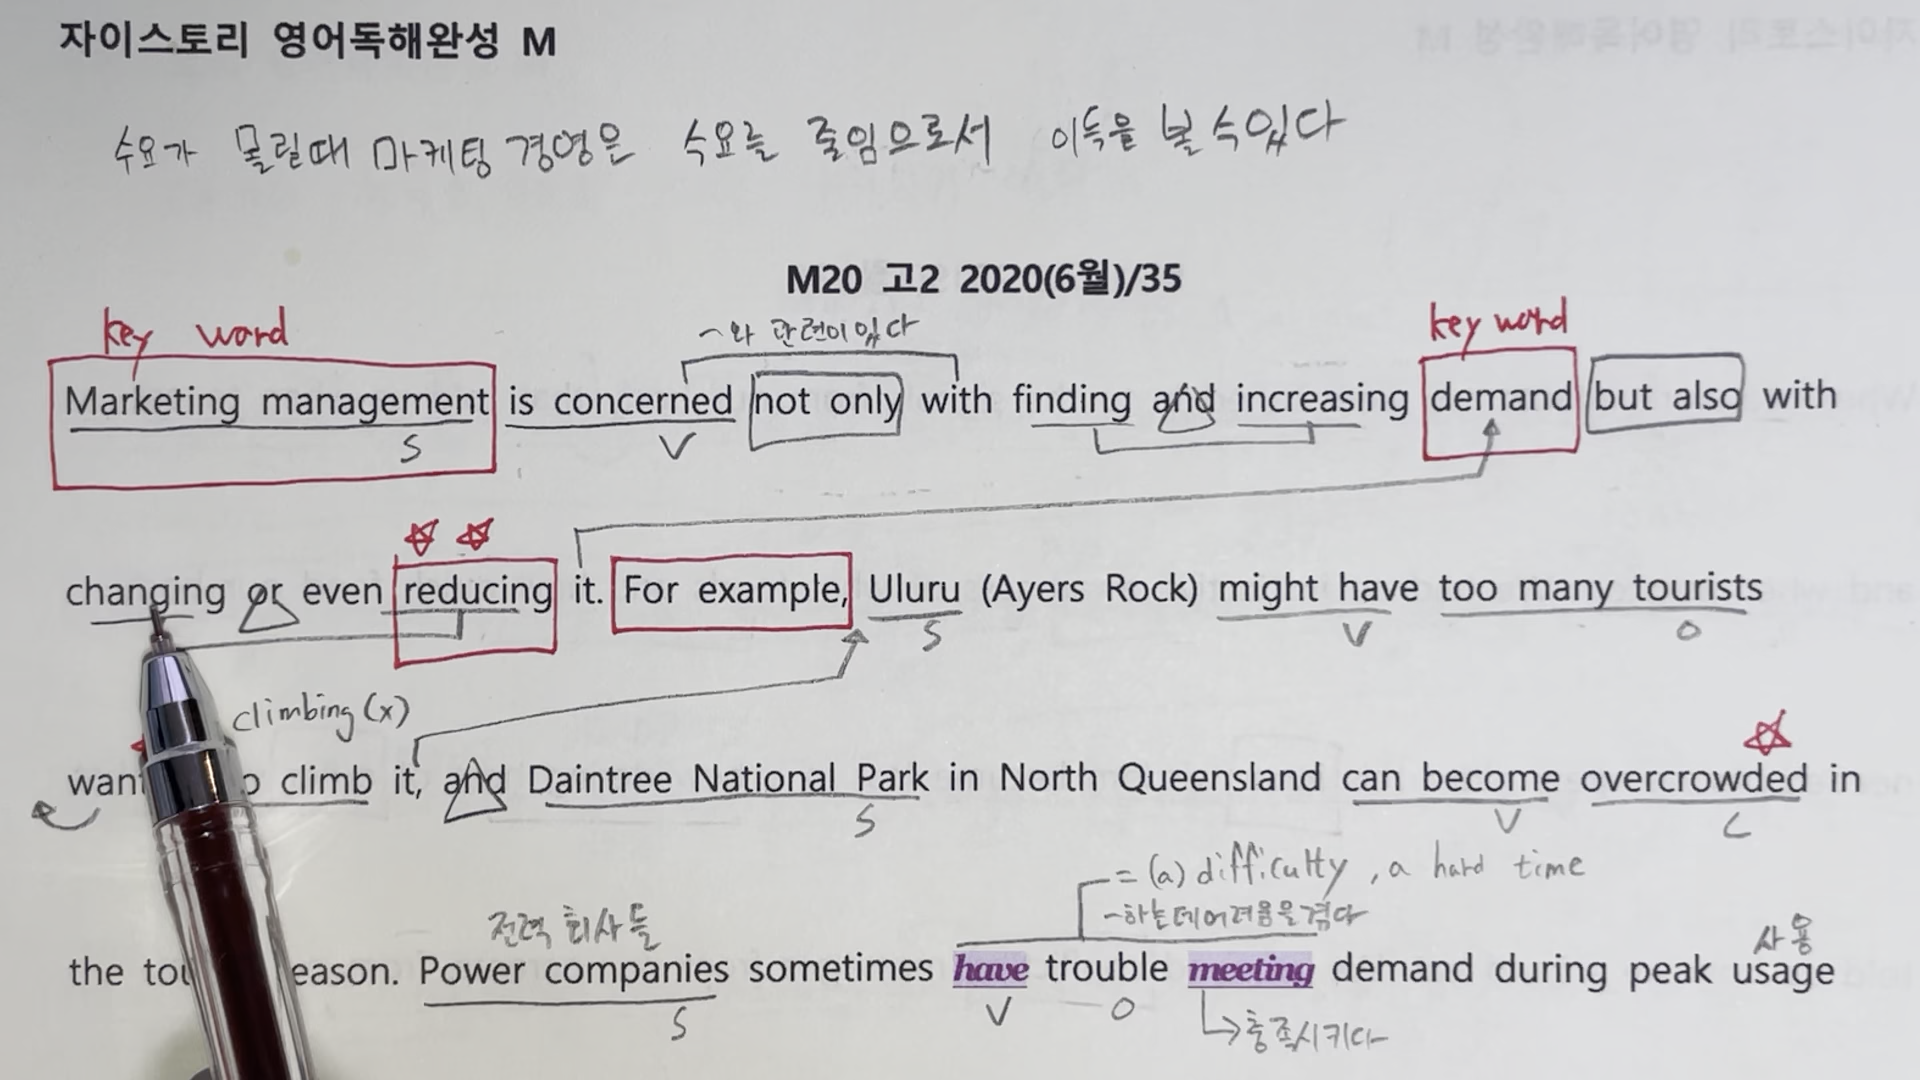 자이스토리 영어독해완성 M
수요가 몰릴때 마케팅 경영은 수요를 줄임으로서 이득을 볼 수있다
M20 고2 2020(6월)/35
key word
key word
~와 관련이있다
Marketing management is concerned not only with finding and increasing demand but also with
S V
changing or even reducing it. For example, Uluru (Ayers Rock) might have too many tourists
S V O
climbing (x)
climb it, and Daintree National Park in North Queensland can become overcrowded in
S V C
= (a) difficulty, a hard time
~하는데어려움을겪다
전력 회사들
사용
the Power companies sometimes have trouble meeting demand during peak usage
S V O
충족시키다